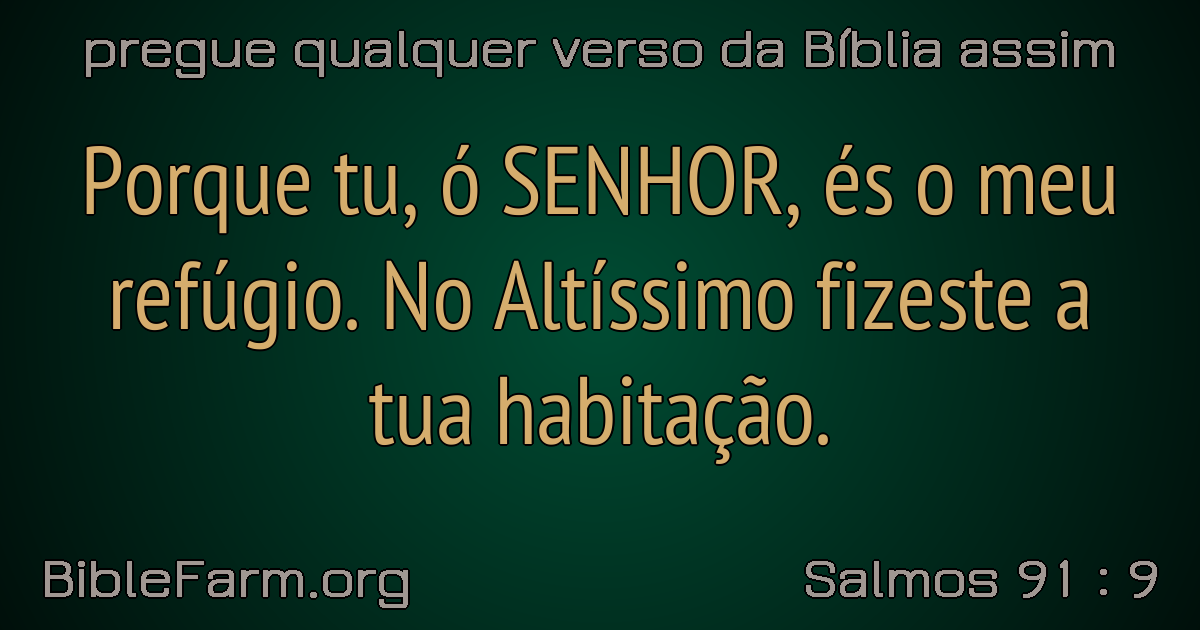 pregue qualquer verso da Bíblia assim
Porque tu, ó SENHOR, és o meu
refúgio. No Altíssimo fizeste a
tua habitação.
BibleFarm.org
Salmos 91 : 9